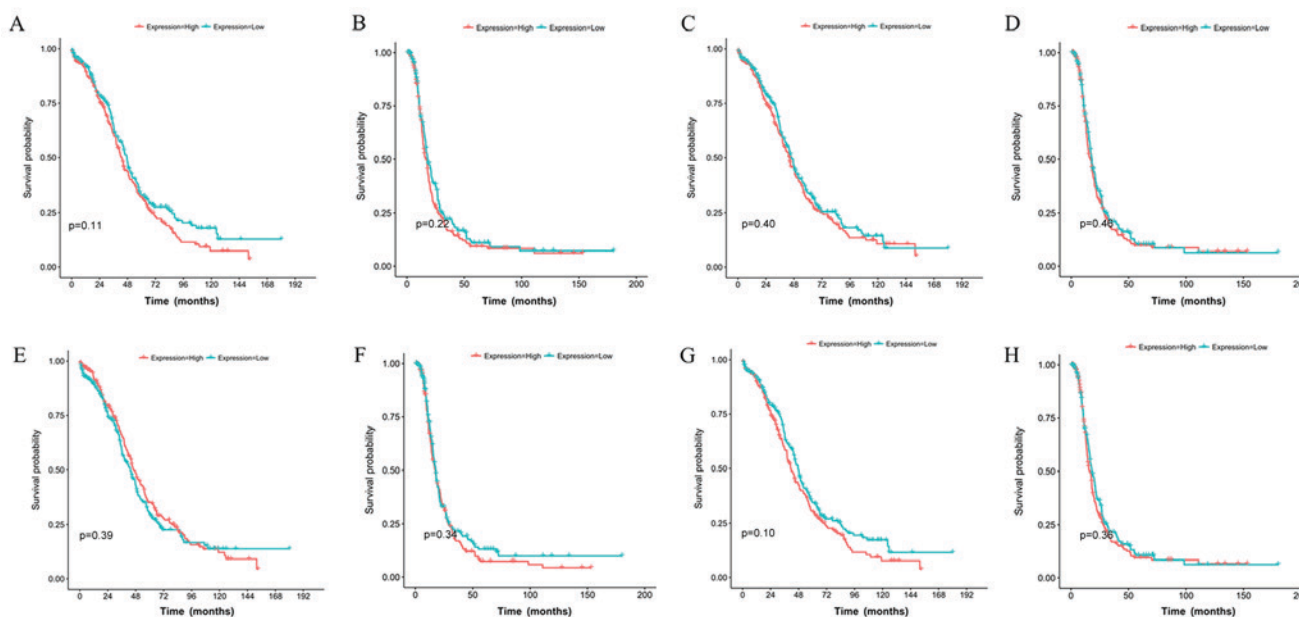 A
Expression=High Expression=Low
Survival probability
1.00
0.75
0.50
0.25
0.00
p=0.11
0 24 48 72 96 120 144 168 192
Time (months)
B
Expression=High Expression=Low
Survival probability
1.00
0.75
0.50
0.25
0.00
p=0.22
0 50 100 150 200
Time (months)
C
Expression=High Expression=Low
Survival probability
1.00
0.75
0.50
0.25
0.00
p=0.40
0 24 48 72 96 120 144 168 192
Time (months)
D
Expression=High Expression=Low
Survival probability
1.00
0.75
0.50
0.25
0.00
p=0.46
0 50 100 150 200
Time (months)
E
Expression=High Expression=Low
Survival probability
1.00
0.75
0.50
0.25
0.00
p=0.39
0 24 48 72 96 120 144 168 192
Time (months)
F
Expression=High Expression=Low
Survival probability
1.00
0.75
0.50
0.25
0.00
p=0.34
0 50 100 150 200
Time (months)
G
Expression=High Expression=Low
Survival probability
1.00
0.75
0.50
0.25
0.00
p=0.10
0 24 48 72 96 120 144 168 192
Time (months)
H
Expression=High Expression=Low
Survival probability
1.00
0.75
0.50
0.25
0.00
p=0.36
0 50 100 150
Time (months)